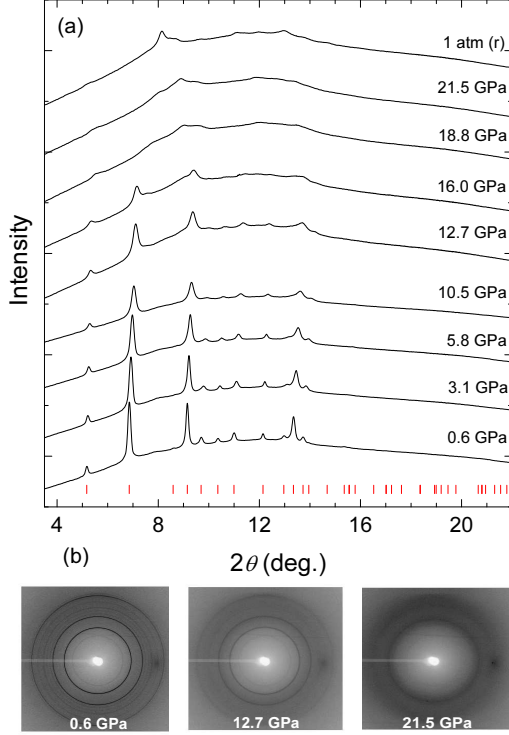 (a)
1 atm (r)
21.5 GPa
18.8 GPa
16.0 GPa
12.7 GPa
10.5 GPa
5.8 GPa
3.1 GPa
0.6 GPa
Intensity
4 8 12 16 20
2θ (deg.)
(b)
0.6 GPa 12.7 GPa 21.5 GPa